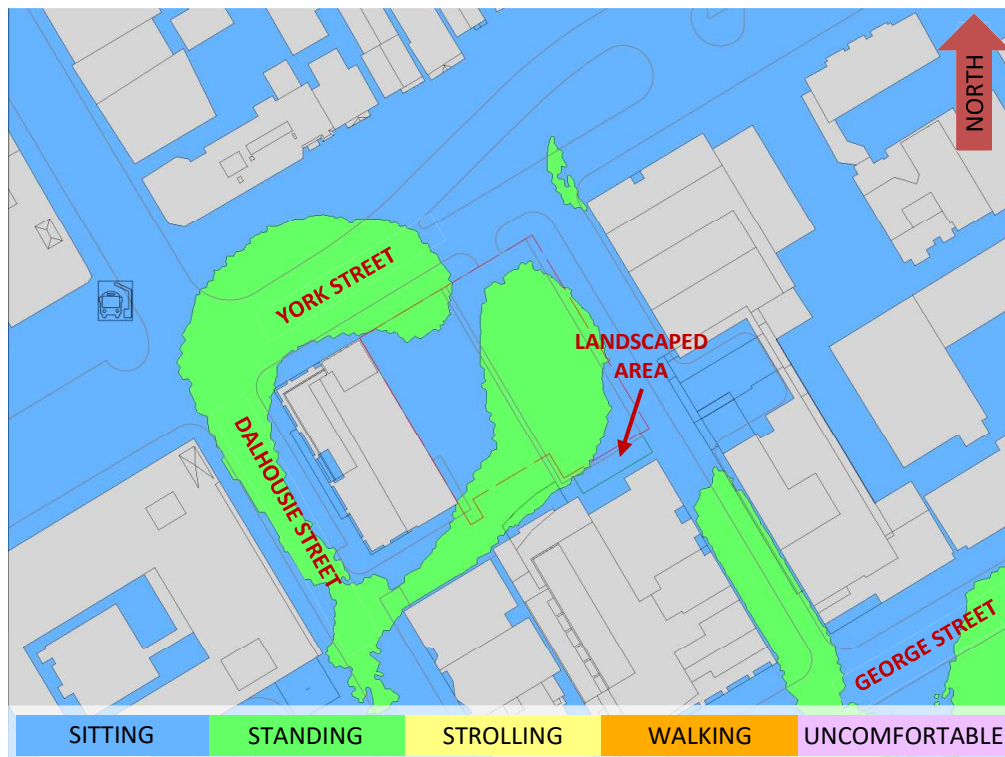 NORTH
YORK STREET
LANDSCAPED
AREA
DALHOUSIE STREET
GEORGE STREET
SITTING
STANDING
STROLLING
WALKING
UNCOMFORTABLE